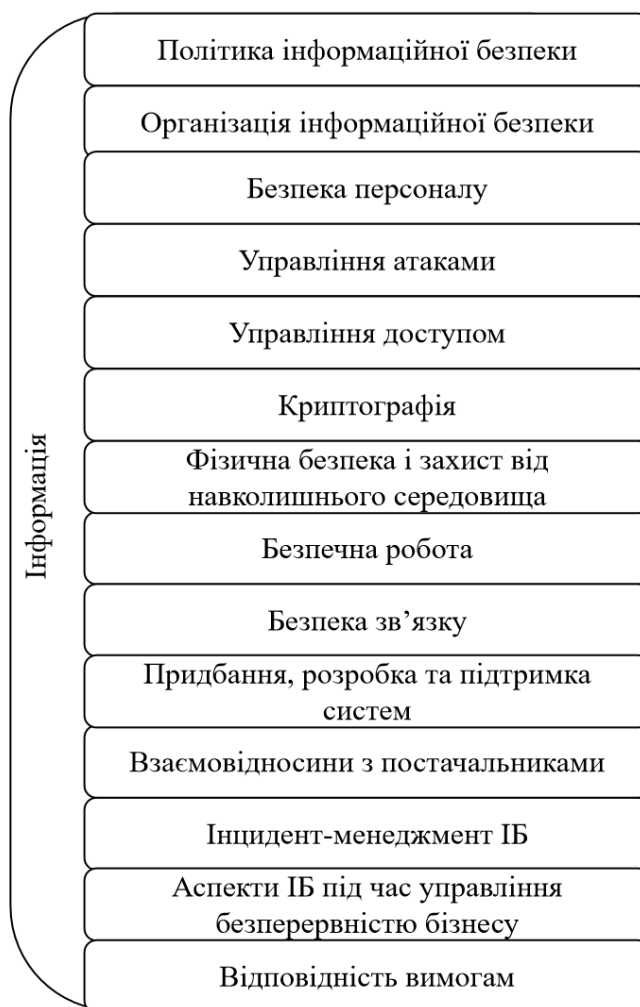 Інформація
Політика інформаційної безпеки
Організація інформаційної безпеки
Безпека персоналу
Управління атаками
Управління доступом
Криптографія
Фізична безпека і захист від
навколишнього середовища
Безпечна робота
Безпека зв’язку
Придбання, розробка та підтримка
систем
Взаємовідносини з постачальниками
Інцидент-менеджмент ІБ
Аспекти ІБ під час управління
безперервністю бізнесу
Відповідність вимогам